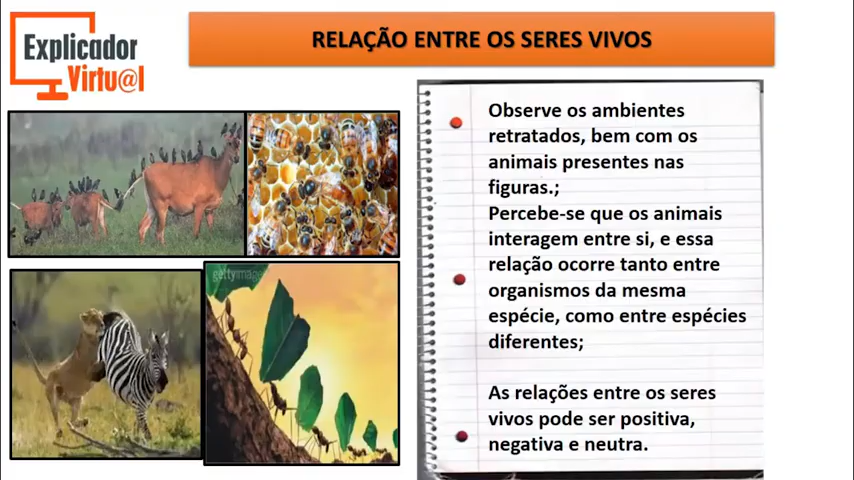 Explicador
Virtu@l
RELAÇÃO ENTRE OS SERES VIVOS
gettyimage
Observe os ambientes
retratados, bem com os
animais presentes nas
figuras.;
Percebe-se que os animais
interagem entre si, e essa
relação ocorre tanto entre
organismos da mesma
espécie, como entre espécies
diferentes;
As relações entre os seres
vivos pode ser positiva,
negativa e neutra.